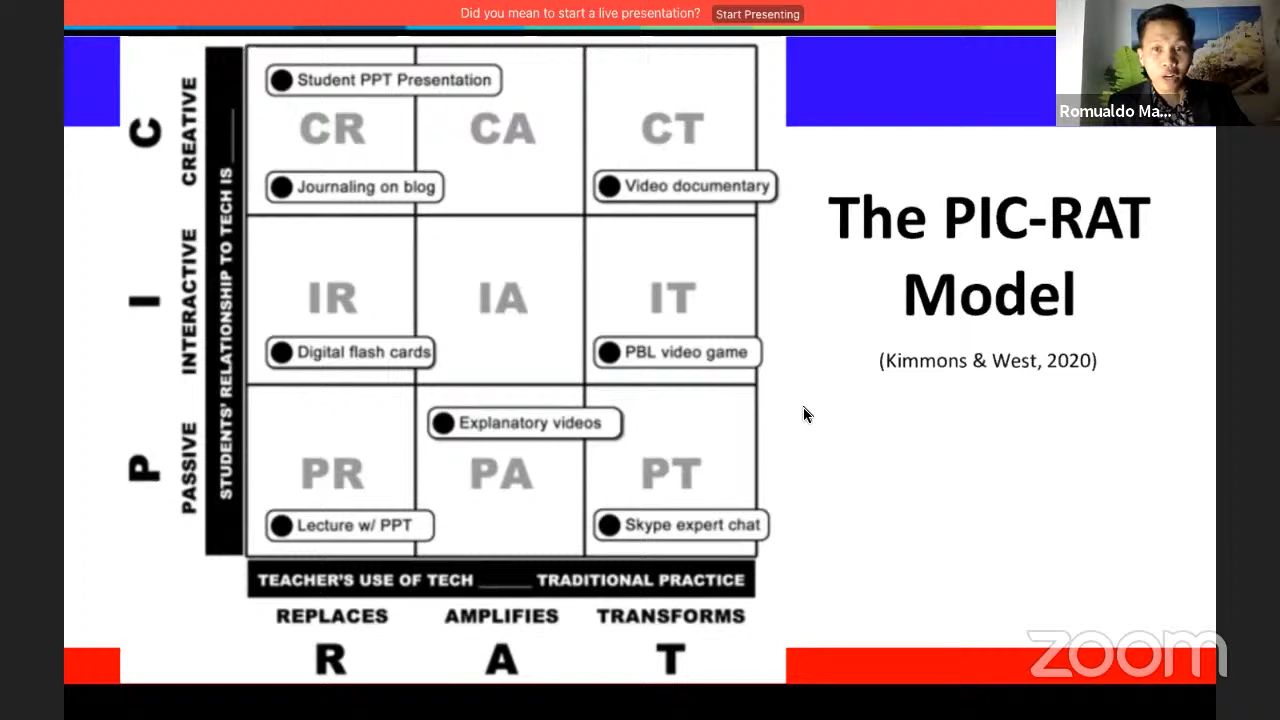 Did you mean to start a live presentation? Start Presenting
Romualdo Ma...
C
CREATIVE
I
INTERACTIVE
P
PASSIVE
STUDENTS' RELATIONSHIP TO TECH IS ______
Student PPT Presentation
CR CA CT
Journaling on blog
Video documentary
IR IA IT
Digital flash cards
PBL video game
Explanatory videos
PR PA PT
Lecture w/ PPT
Skype expert chat
TEACHER'S USE OF TECH ______ TRADITIONAL PRACTICE
REPLACES AMPLIFIES TRANSFORMS
R A T
The PIC-RAT
Model
(Kimmons & West, 2020)
zoom